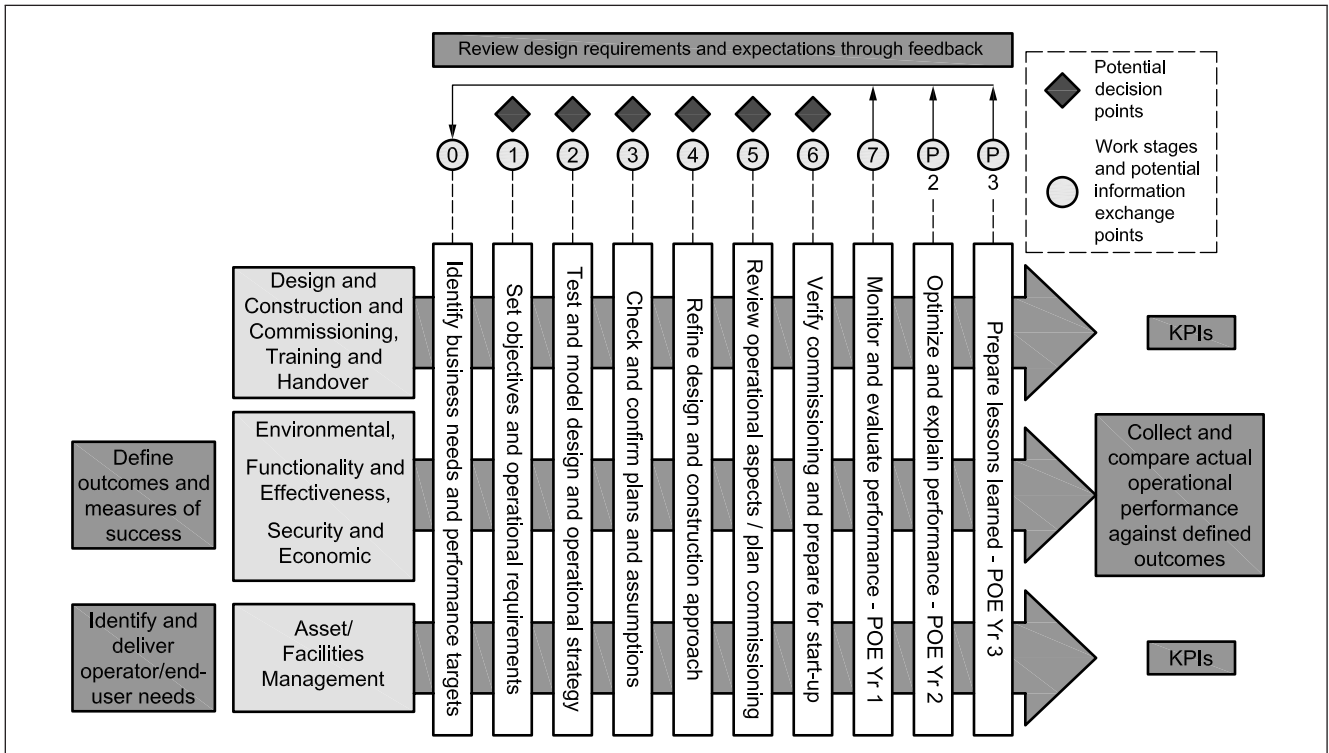 Review design requirements and expectations through feedback
Potential
decision
points
Work stages
and potential
information
exchange
points
0
1
2
3
4
5
6
7
P
2
P
3
Identify business needs and performance targets
Set objectives and operational requirements
Test and model design and operational strategy
Check and confirm plans and assumptions
Refine design and construction approach
Review operational aspects / plan commissioning
Verify commissioning and prepare for start-up
Monitor and evaluate performance - POE Yr 1
Optimize and explain performance - POE Yr 2
Prepare lessons learned - POE Yr 3
Design and
Construction and
Commissioning,
Training and
Handover
KPIs
Define
outcomes and
measures of
success
Environmental,
Functionality and
Effectiveness,
Security and
Economic
Collect and
compare actual
operational
performance
against defined
outcomes
Identify and
deliver
operator/end-
user needs
Asset/
Facilities
Management
KPIs